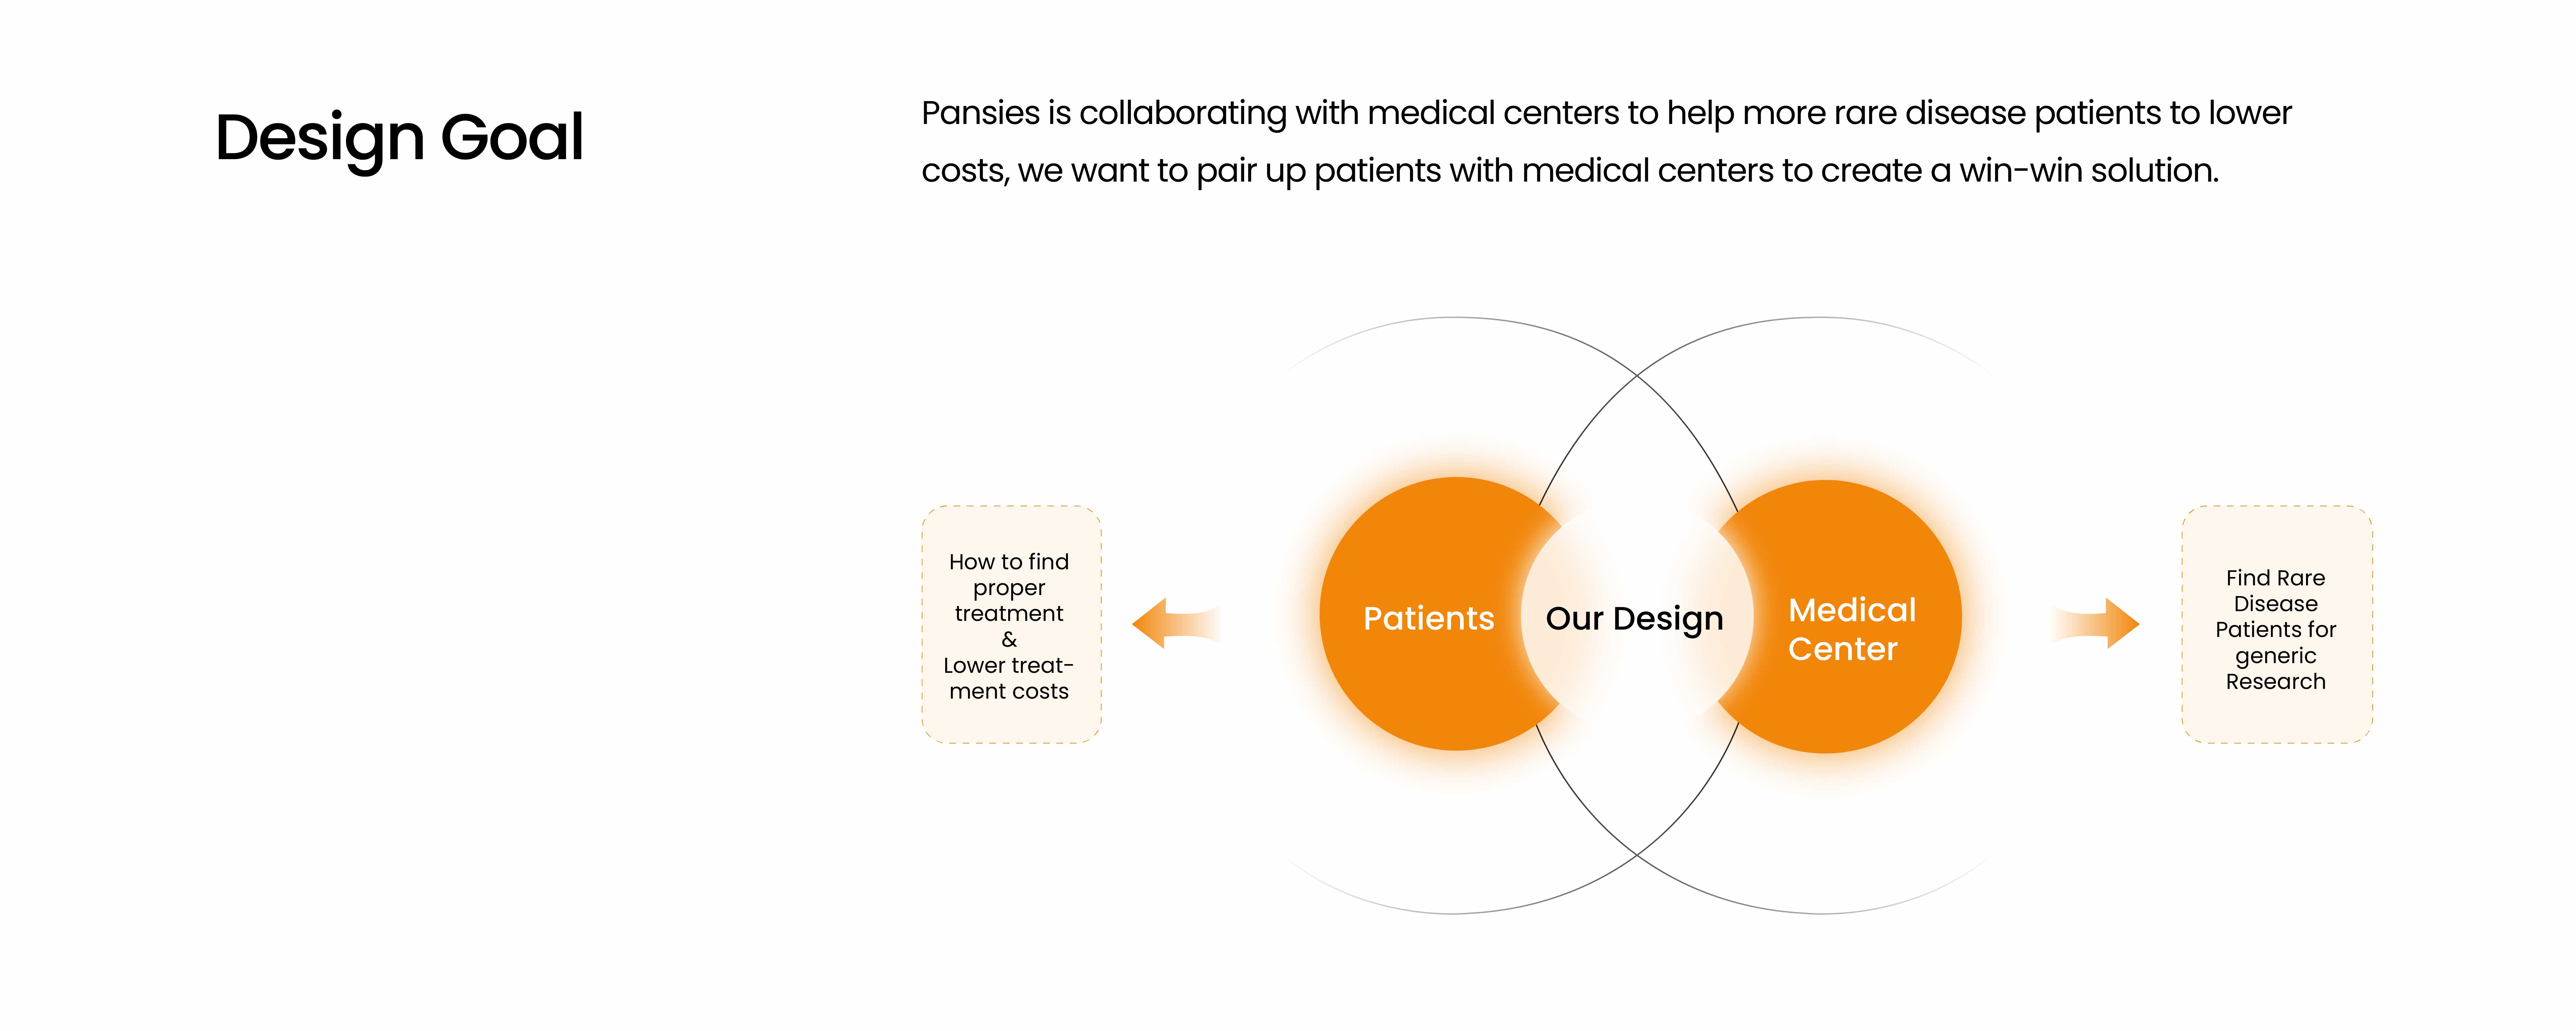 Design Goal
Pansies is collaborating with medical centers to help more rare disease patients to lower
costs, we want to pair up patients with medical centers to create a win-win solution.
How to find
proper
treatment
&
Lower treat-
ment costs
Patients
Our Design
Medical
Center
Find Rare
Disease
Patients for
generic
Research